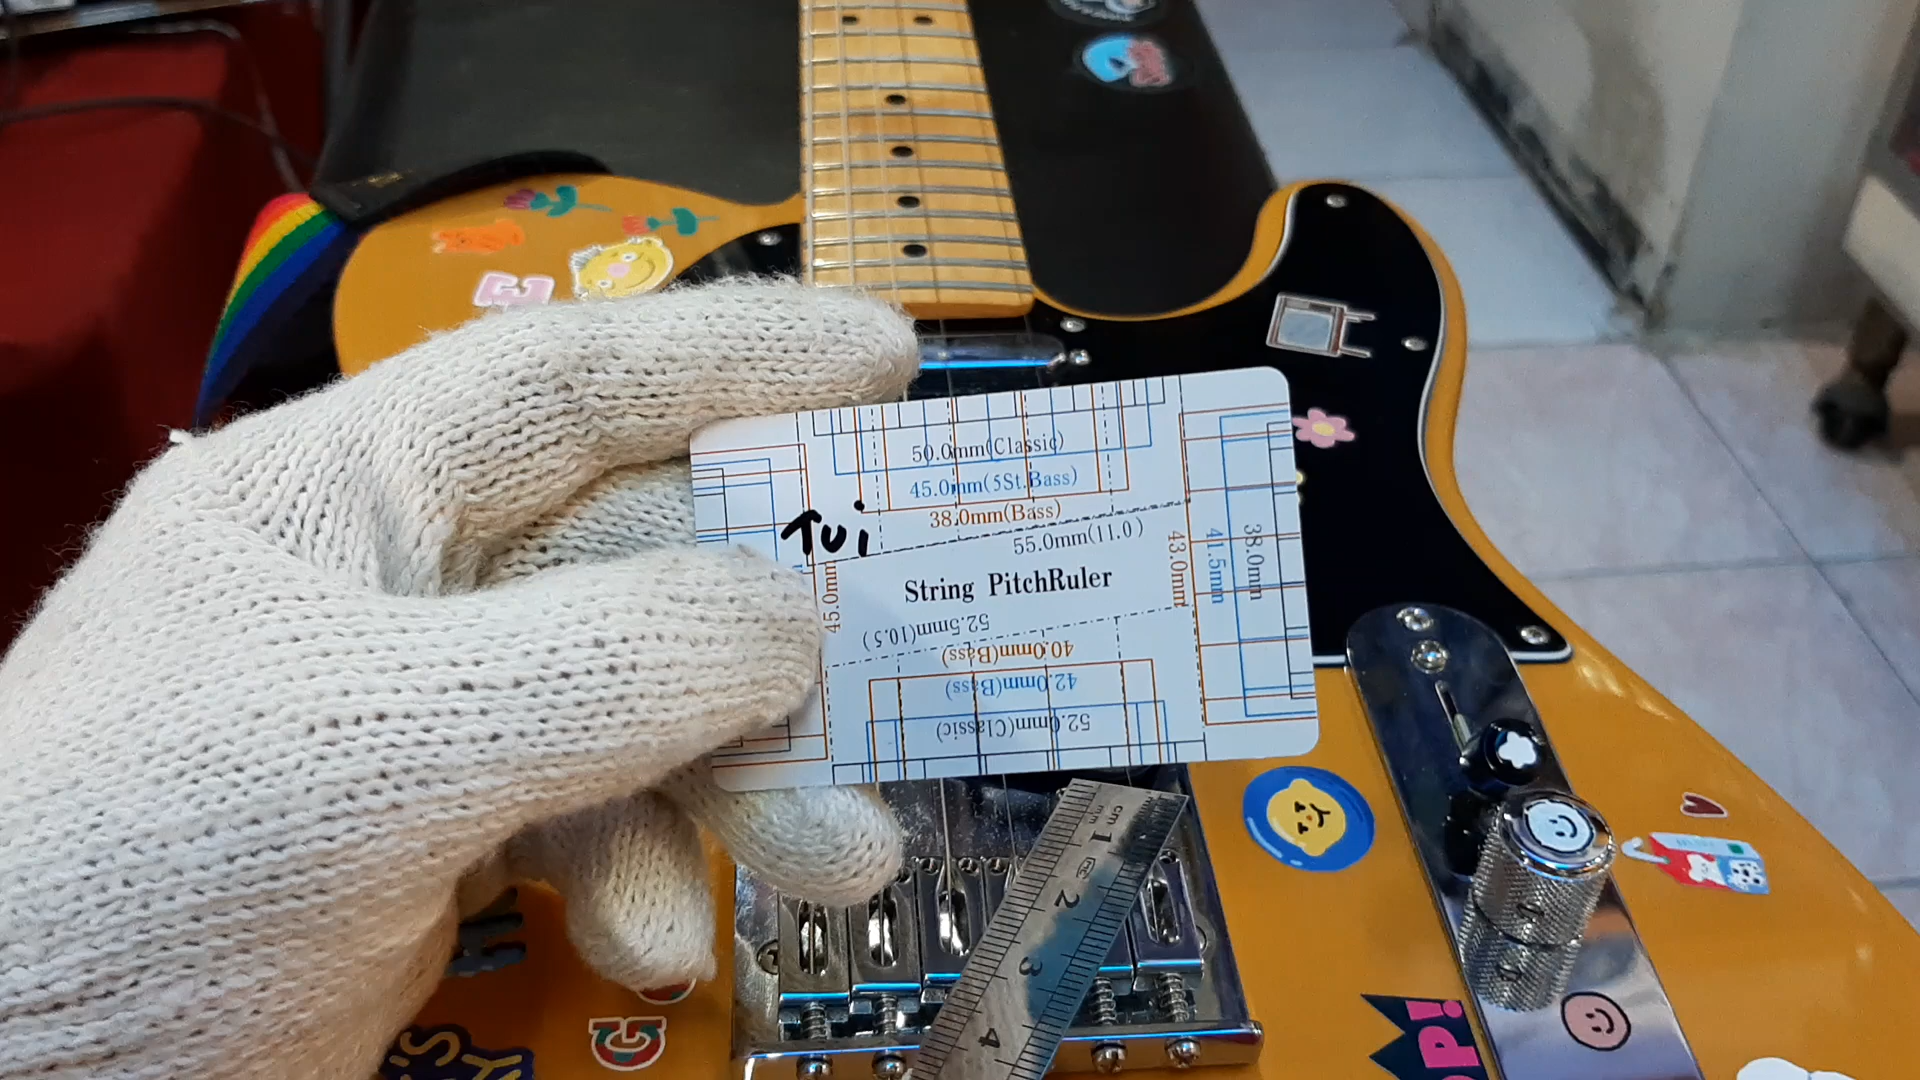 E
50.0mm(Classic)
45.0mm(5St.Bass)
38.0mm(Bass)
Tui
55.0mm(11.0)
45.0mm
String PitchRuler
43.0mm
41.5mm
38.0mm
52.5mm(10.5)
40.0mm(Bass)
42.0mm(Bass)
52.0mm(Classic)
cm
mm
1
2
3
4
G
OP!